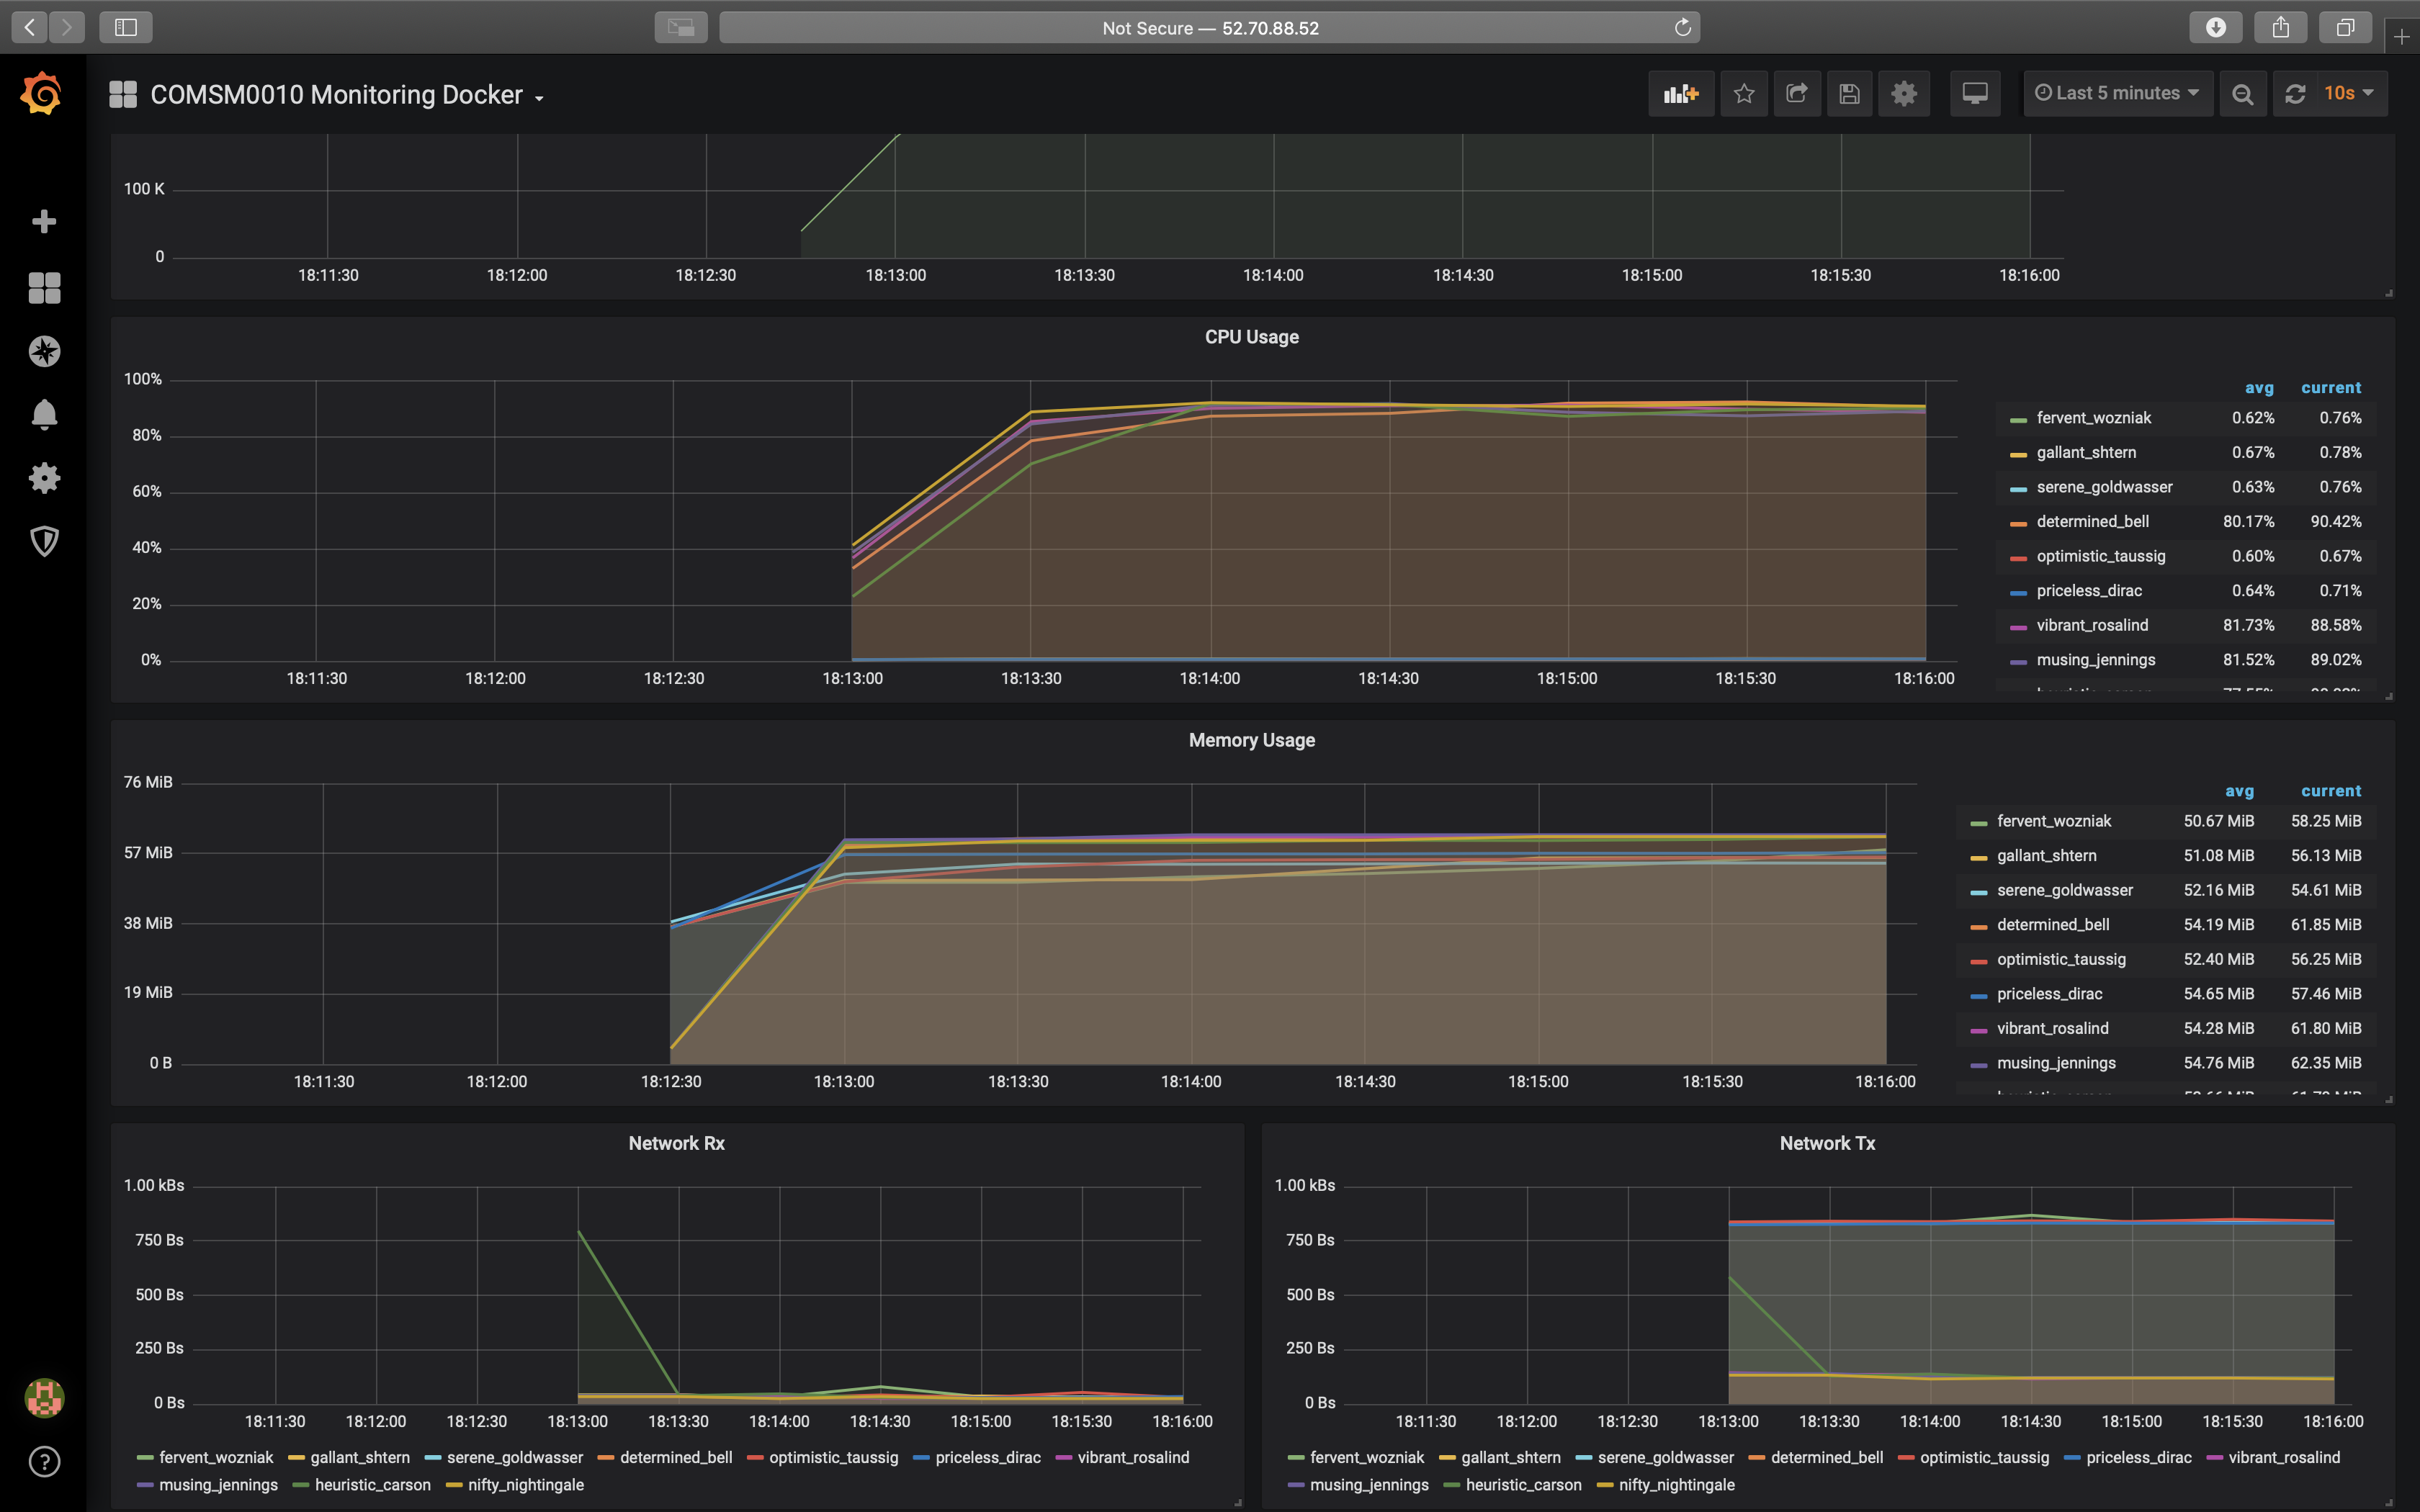 Not Secure — 52.70.88.52
COMSM0010 Monitoring Docker
Last 5 minutes
10s
100 K
0
18:11:30 18:12:00 18:12:30 18:13:00 18:13:30 18:14:00 18:14:30 18:15:00 18:15:30 18:16:00
CPU Usage
100%
80%
60%
40%
20%
0%
18:11:30 18:12:00 18:12:30 18:13:00 18:13:30 18:14:00 18:14:30 18:15:00 18:15:30 18:16:00
avg current
fervent_wozniak 0.62% 0.76%
gallant_shtern 0.67% 0.78%
serene_goldwasser 0.63% 0.76%
determined_bell 80.17% 90.42%
optimistic_taussig 0.60% 0.67%
priceless_dirac 0.64% 0.71%
vibrant_rosalind 81.73% 88.58%
musing_jennings 81.52% 89.02%
Memory Usage
76 MiB
57 MiB
38 MiB
19 MiB
0 B
18:11:30 18:12:00 18:12:30 18:13:00 18:13:30 18:14:00 18:14:30 18:15:00 18:15:30 18:16:00
avg current
fervent_wozniak 50.67 MiB 58.25 MiB
gallant_shtern 51.08 MiB 56.13 MiB
serene_goldwasser 52.16 MiB 54.61 MiB
determined_bell 54.19 MiB 61.85 MiB
optimistic_taussig 52.40 MiB 56.25 MiB
priceless_dirac 54.65 MiB 57.46 MiB
vibrant_rosalind 54.28 MiB 61.80 MiB
musing_jennings 54.76 MiB 62.35 MiB
Network Rx
1.00 kBs
750 Bs
500 Bs
250 Bs
0 Bs
18:11:30 18:12:00 18:12:30 18:13:00 18:13:30 18:14:00 18:14:30 18:15:00 18:15:30 18:16:00
fervent_wozniak gallant_shtern serene_goldwasser determined_bell optimistic_taussig priceless_dirac vibrant_rosalind
musing_jennings heuristic_carson nifty_nightingale
Network Tx
1.00 kBs
750 Bs
500 Bs
250 Bs
0 Bs
18:11:30 18:12:00 18:12:30 18:13:00 18:13:30 18:14:00 18:14:30 18:15:00 18:15:30 18:16:00
fervent_wozniak gallant_shtern serene_goldwasser determined_bell optimistic_taussig priceless_dirac vibrant_rosalind
musing_jennings heuristic_carson nifty_nightingale